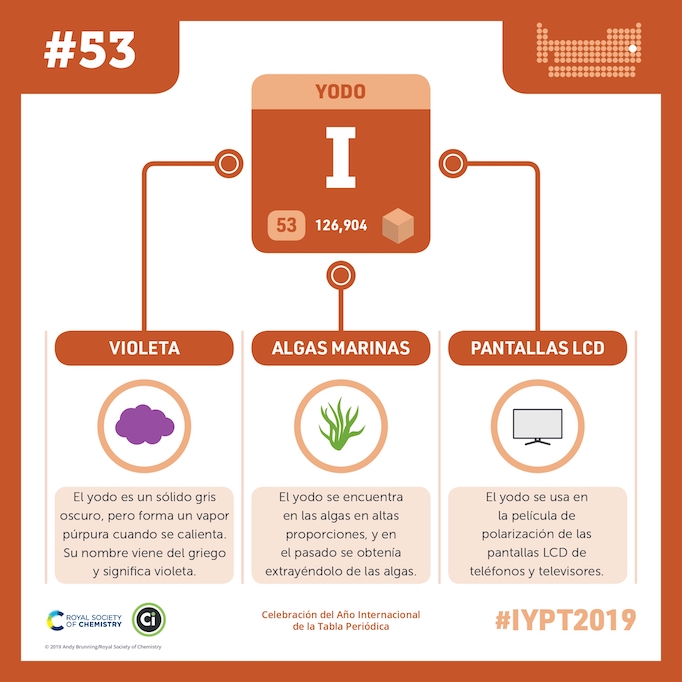 #53
YODO
I
53
126,904
VIOLETA
ALGAS MARINAS
PANTALLAS LCD
El yodo es un sólido gris
oscuro, pero forma un vapor
púrpura cuando se calienta.
Su nombre viene del griego
y significa violeta.
El yodo se encuentra
en las algas en altas
proporciones, y en
el pasado se obtenía
extrayéndolo de las algas.
El yodo se usa en
la película de
polarización de las
pantallas LCD de
teléfonos y televisores.
ROYAL SOCIETY
OF CHEMISTRY
Ci
© 2019 Andy Brunning/Royal Society of Chemistry
Celebración del Año Internacional
de la Tabla Periódica
#IYPT2019